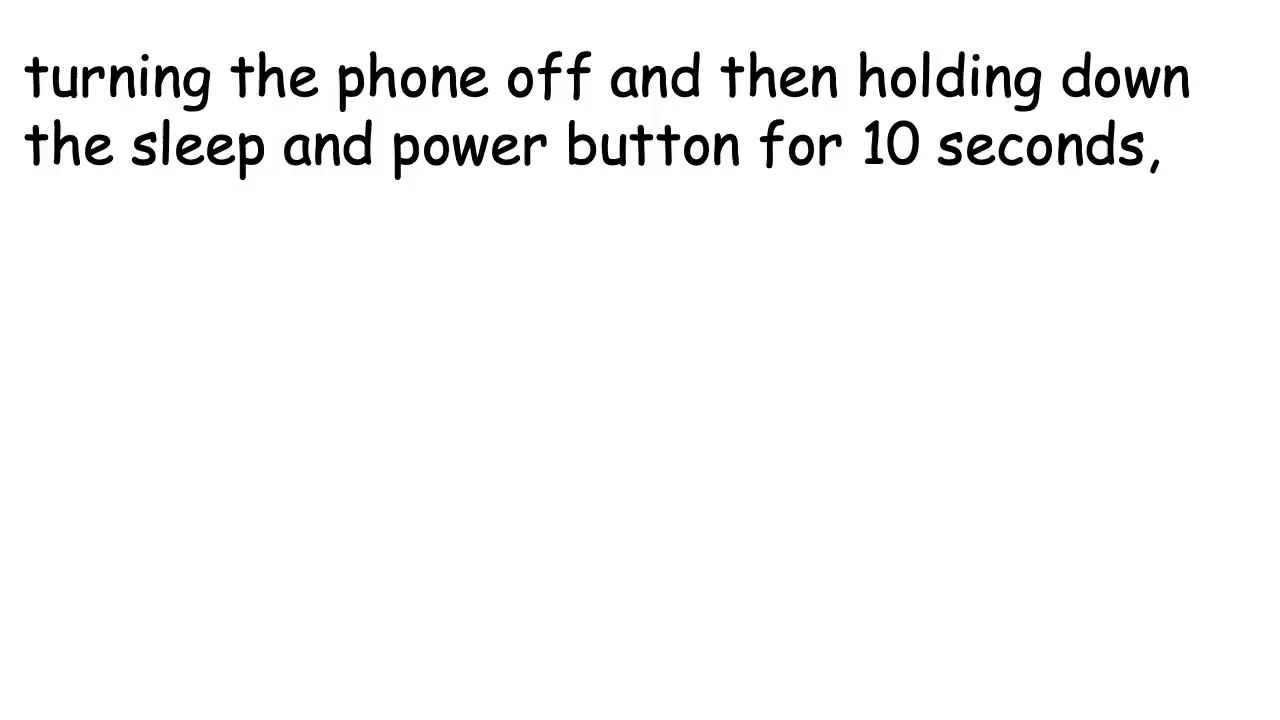 turning the phone off and then holding down
the sleep and power button for 10 seconds,